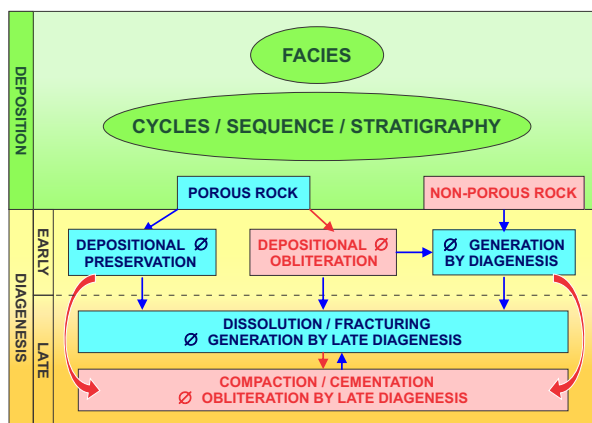 DEPOSITION
FACIES
CYCLES / SEQUENCE / STRATIGRAPHY
POROUS ROCK
NON-POROUS ROCK
DIAGENESIS
EARLY
DEPOSITIONAL Ø
PRESERVATION
DEPOSITIONAL Ø
OBLITERATION
Ø GENERATION
BY DIAGENESIS
LATE
DISSOLUTION / FRACTURING
Ø GENERATION BY LATE DIAGENESIS
COMPACTION / CEMENTATION
Ø OBLITERATION BY LATE DIAGENESIS